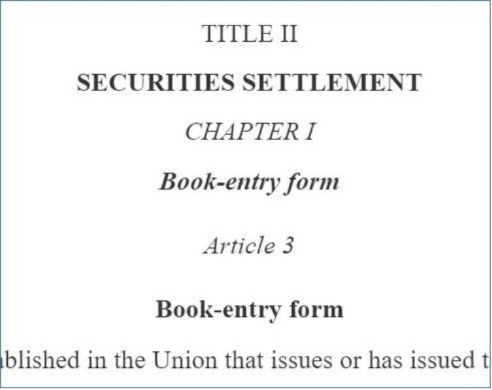 TITLE II
SECURITIES SETTLEMENT
CHAPTER I
Book-entry form
Article 3
Book-entry form
in the Union that issues or has issued